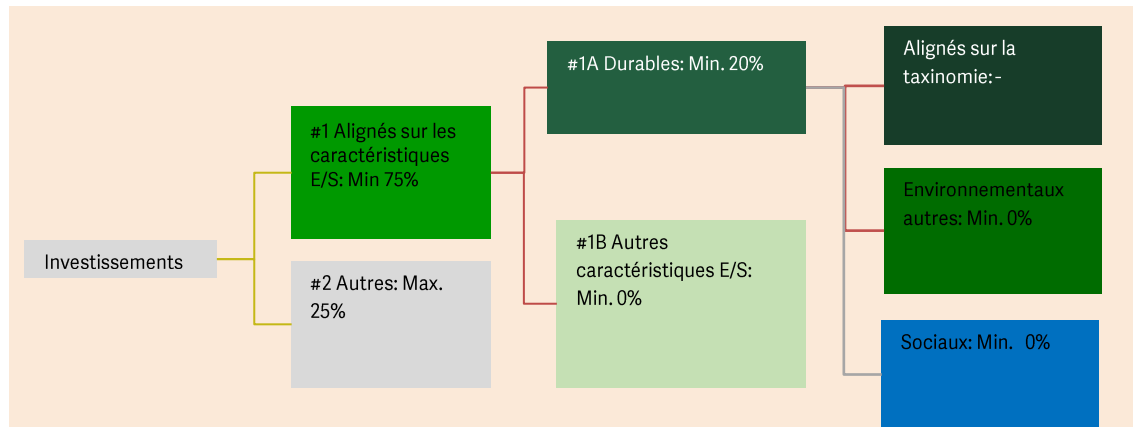 Investissements
#1 Alignés sur les
caractéristiques
E/S: Min 75%
#2 Autres: Max.
25%
#1A Durables: Min. 20%
#1B Autres
caractéristiques E/S:
Min. 0%
Alignés sur la
taxinomie:-
Environnementaux
autres: Min. 0%
Sociaux: Min. 0%